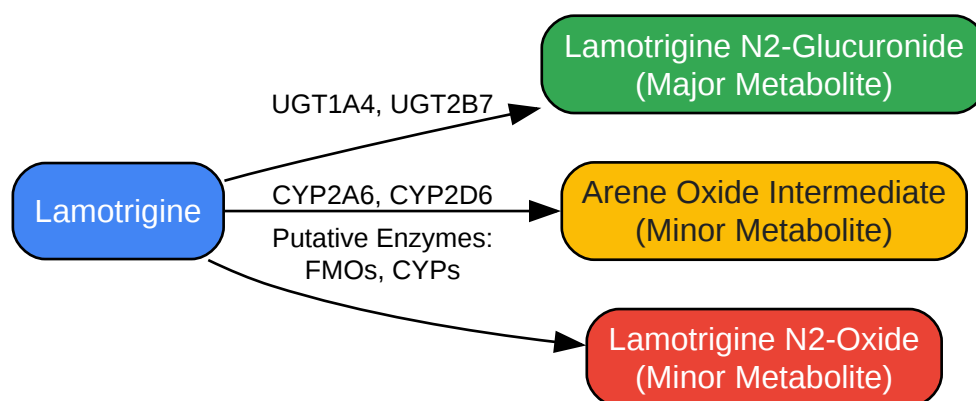 Lamotrigine N2-Glucuronide
(Major Metabolite)
UGT1A4, UGT2B7
Lamotrigine
CYP2A6, CYP2D6
Arene Oxide Intermediate
(Minor Metabolite)
Putative Enzymes:
FMOs, CYPs
Lamotrigine N2-Oxide
(Minor Metabolite)